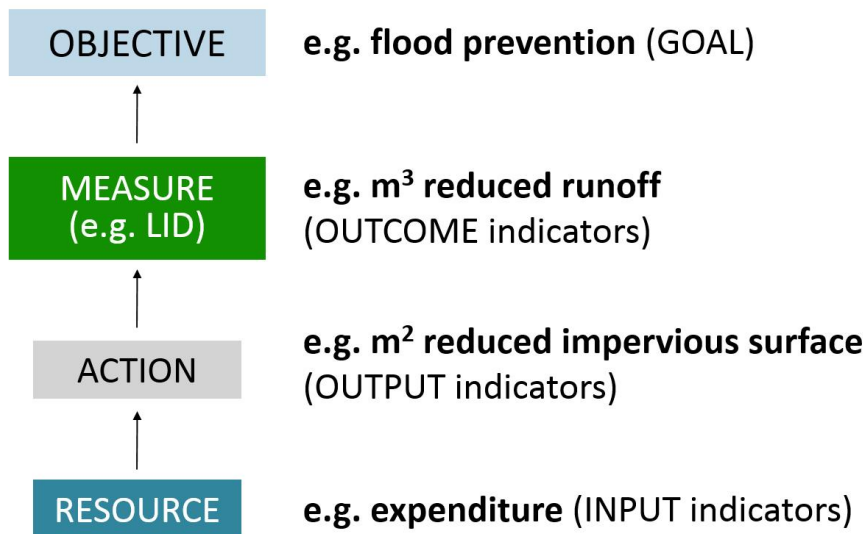 OBJECTIVE
e.g. flood prevention (GOAL)
MEASURE
(e.g. LID)
e.g. m³ reduced runoff
(OUTCOME indicators)
ACTION
e.g. m² reduced impervious surface
(OUTPUT indicators)
RESOURCE
e.g. expenditure (INPUT indicators)